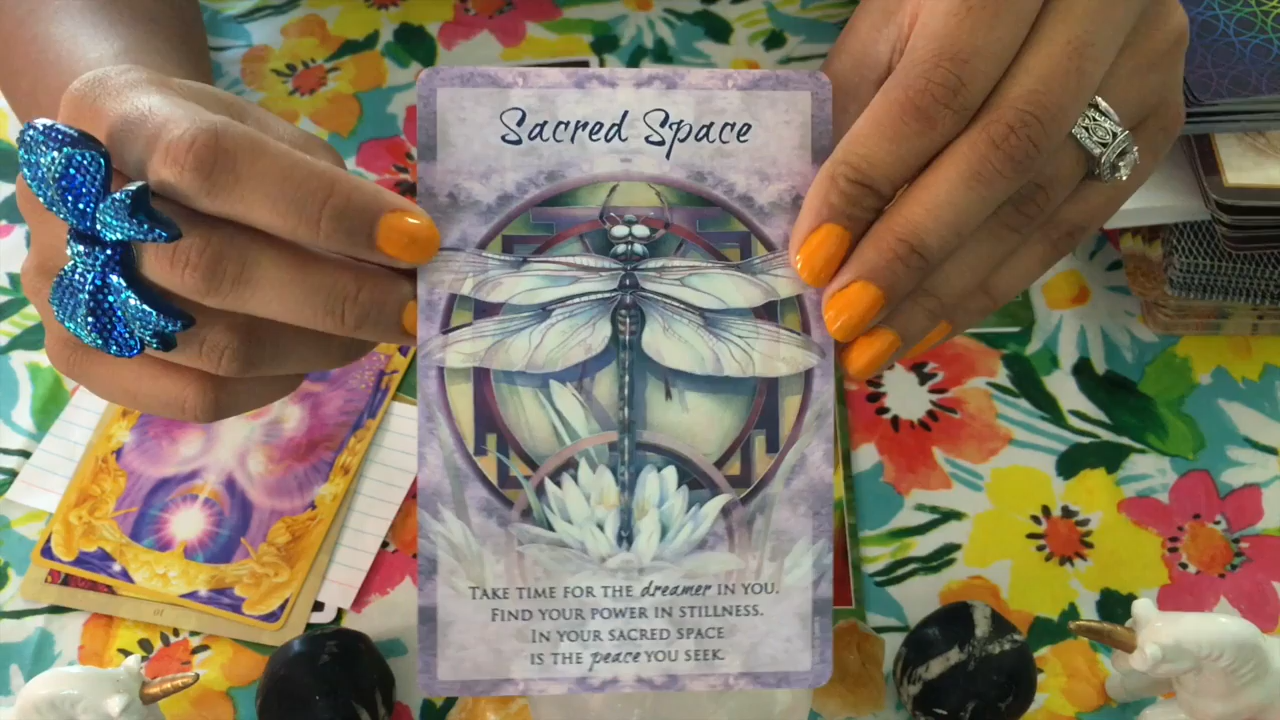 Sacred Space
TAKE TIME FOR THE dreamer IN YOU.
FIND YOUR POWER IN STILLNESS.
IN YOUR SACRED SPACE
IS THE peace YOU SEEK.